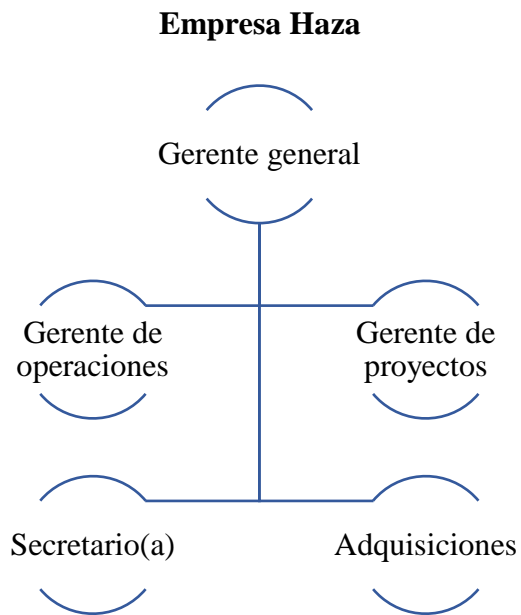 Empresa Haza
Gerente general
Gerente de
operaciones
Gerente de
proyectos
Secretario(a)
Adquisiciones